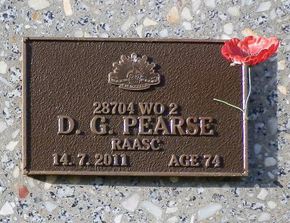 28704 WO 2
D. G. PEARSE
RAASC
14. 7. 2011 AGE 74